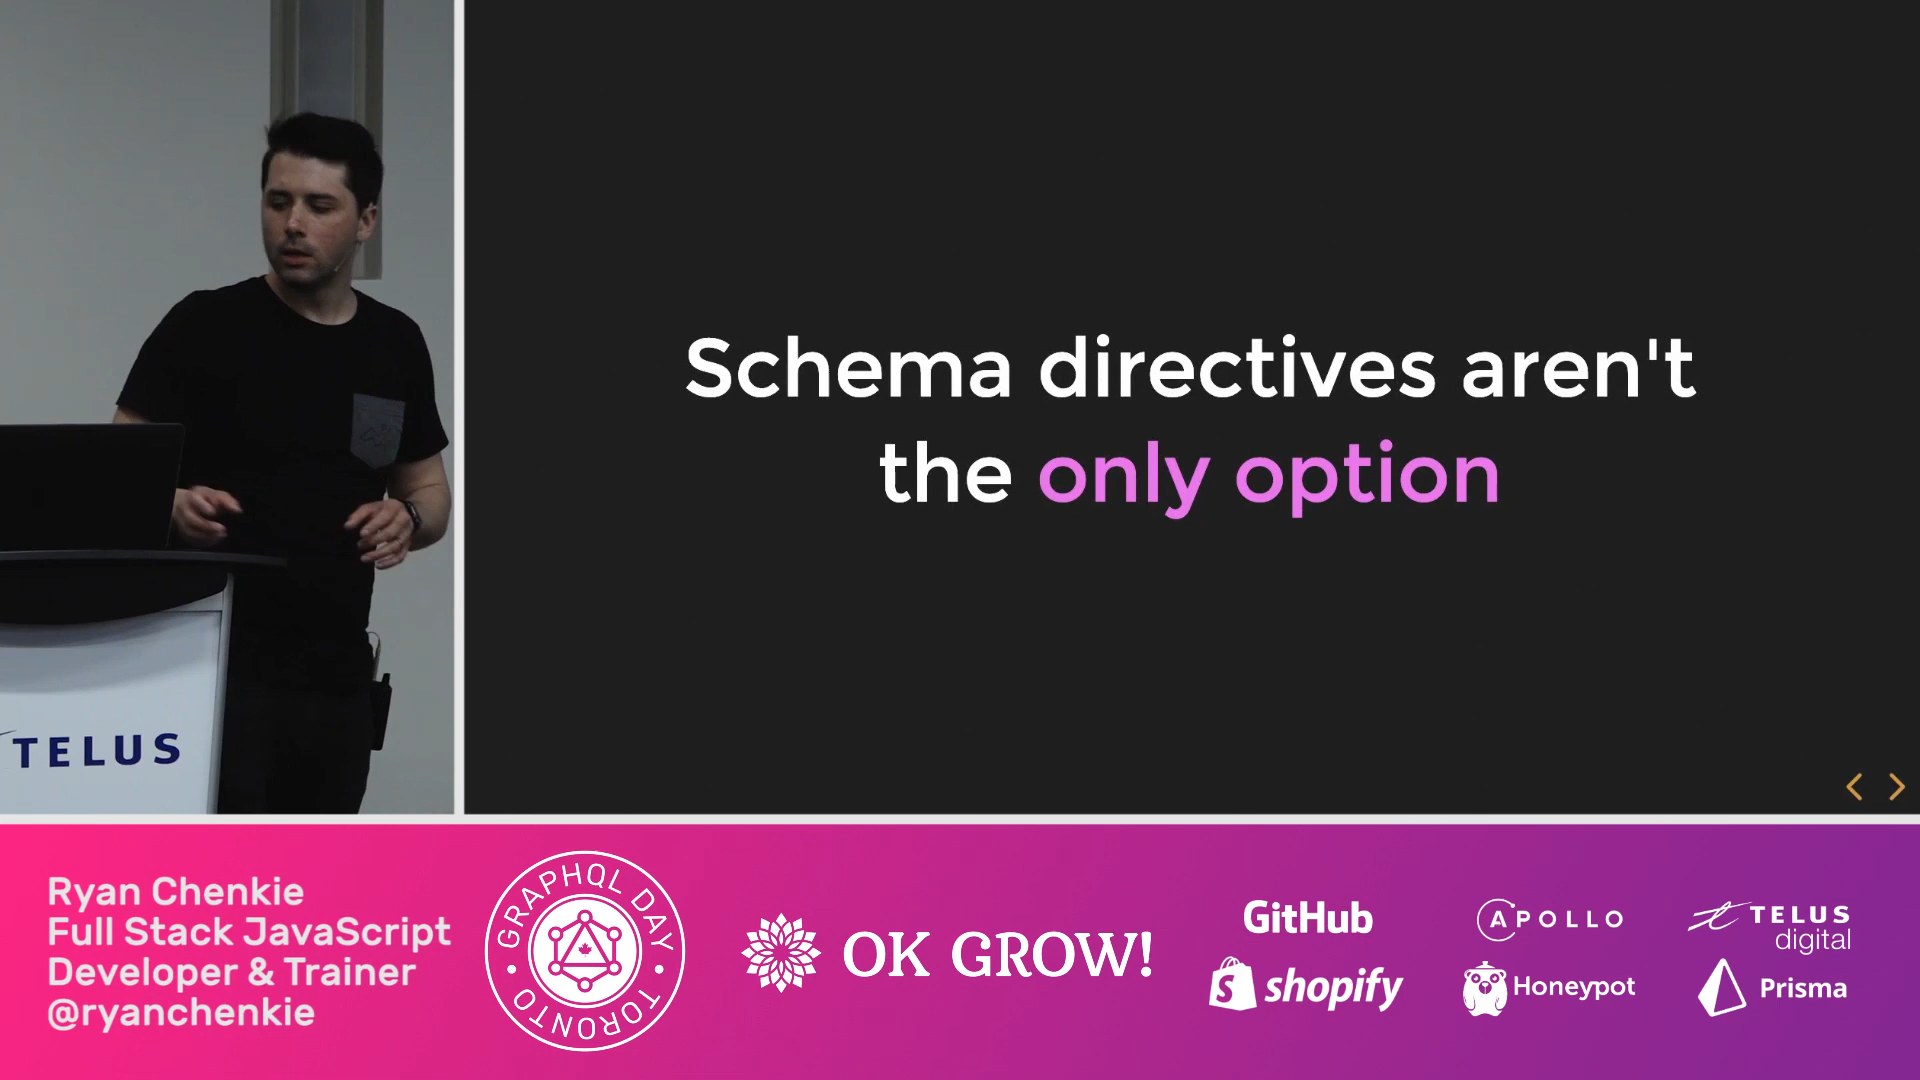 Schema directives aren't
the only option
TELUS
Ryan Chenkie
Full Stack JavaScript
Developer & Trainer
@ryanchenkie
GRAPHQL DAY
TORONTO
OK GROW!
GitHub
APOLLO
TELUS
digital
shopify
Honeypot
Prisma